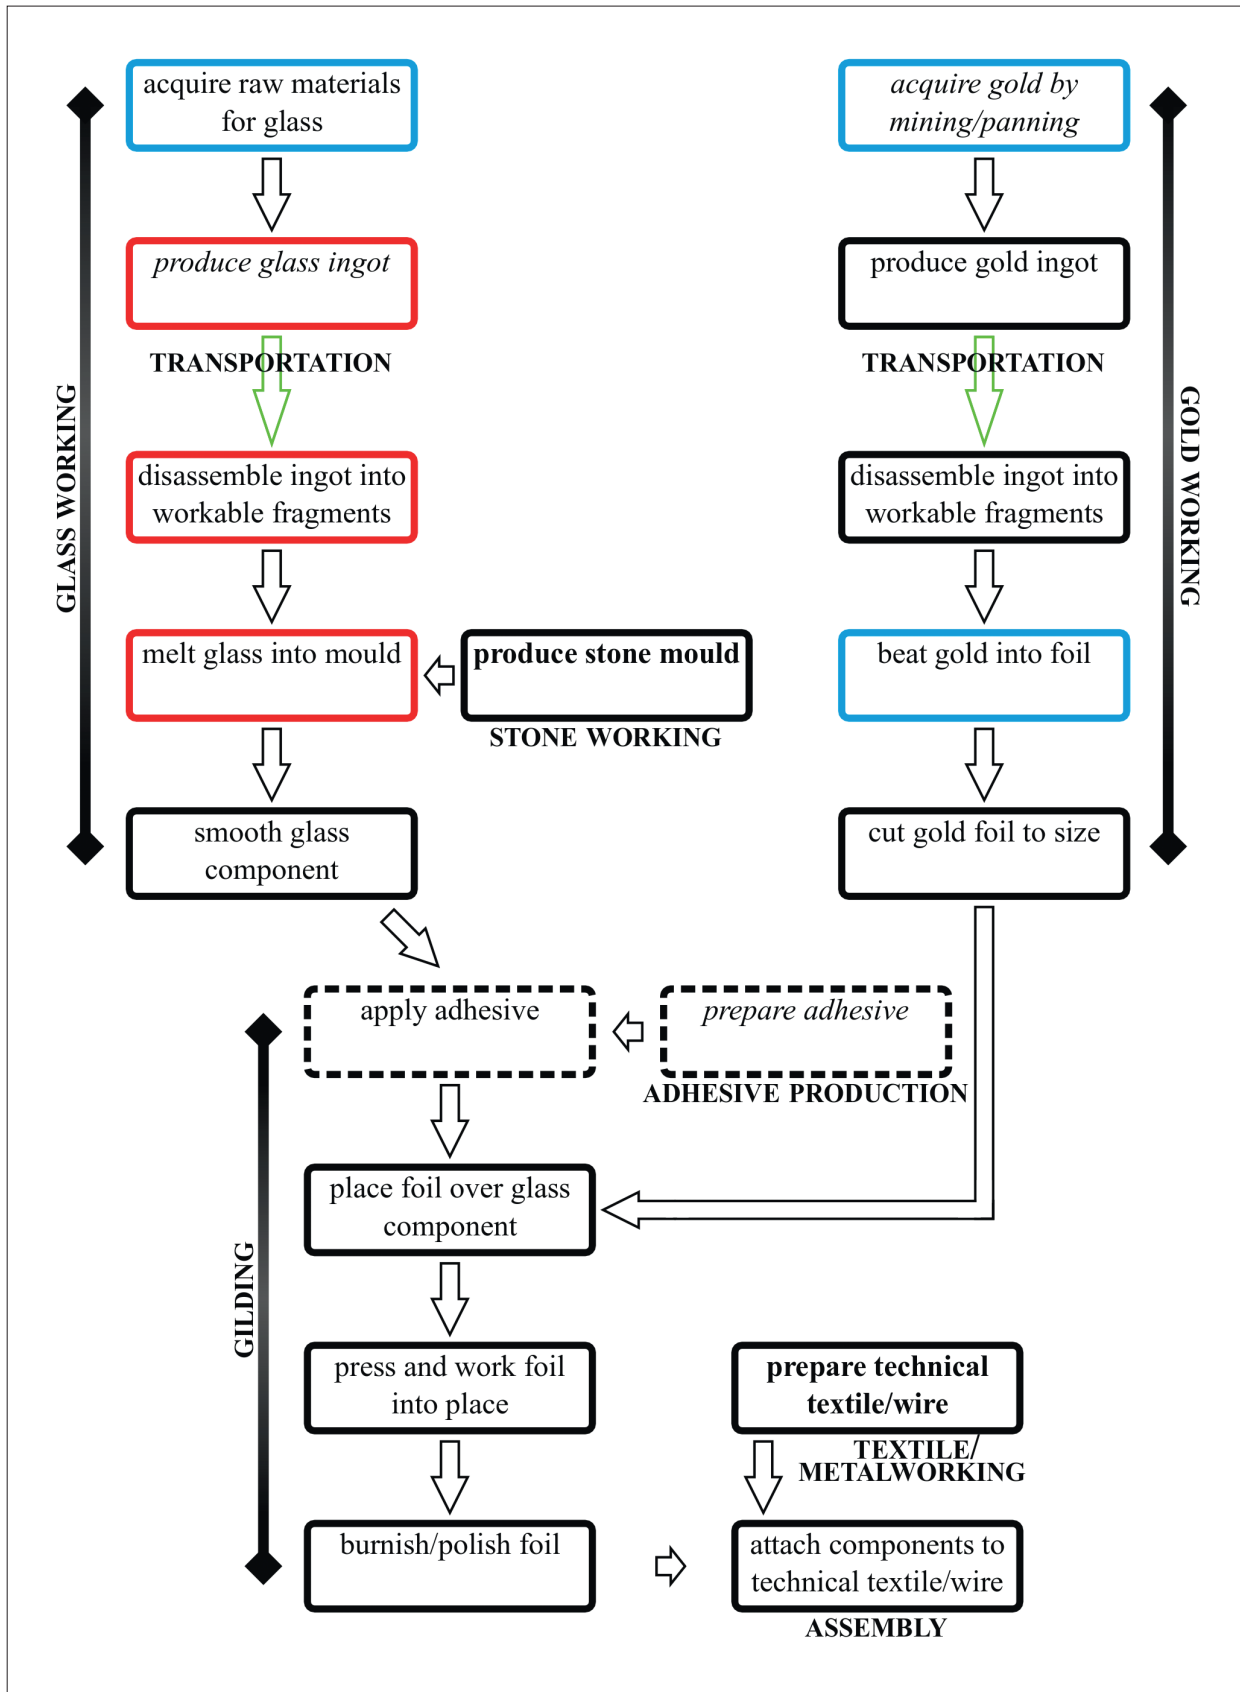 acquire raw materials
for glass
acquire gold by
mining/panning
produce glass ingot
produce gold ingot
TRANSPORTATION
TRANSPORTATION
GLASS WORKING
GOLD WORKING
disassemble ingot into
workable fragments
disassemble ingot into
workable fragments
melt glass into mould
produce stone mould
STONE WORKING
beat gold into foil
smooth glass
component
cut gold foil to size
apply adhesive
prepare adhesive
ADHESIVE PRODUCTION
place foil over glass
component
GILDING
press and work foil
into place
prepare technical
textile/wire
TEXTILE/
METALWORKING
burnish/polish foil
attach components to
technical textile/wire
ASSEMBLY